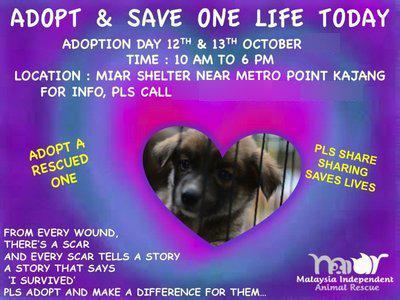 ADOPT & SAVE ONE LIFE TODAY
ADOPTION DAY 12TH & 13TH OCTOBER
TIME : 10 AM TO 6 PM
LOCATION : MIAR SHELTER NEAR METRO POINT KAJANG
FOR INFO, PLS CALL
ADOPT A
RESCUED
ONE
PLS SHARE
SHARING
SAVES LIVES
FROM EVERY WOUND,
THERE'S A SCAR
AND EVERY SCAR TELLS A STORY
A STORY THAT SAYS
'I SURVIVED'
PLS ADOPT AND MAKE A DIFFERENCE FOR THEM...
Malaysia Independent
Animal Rescue